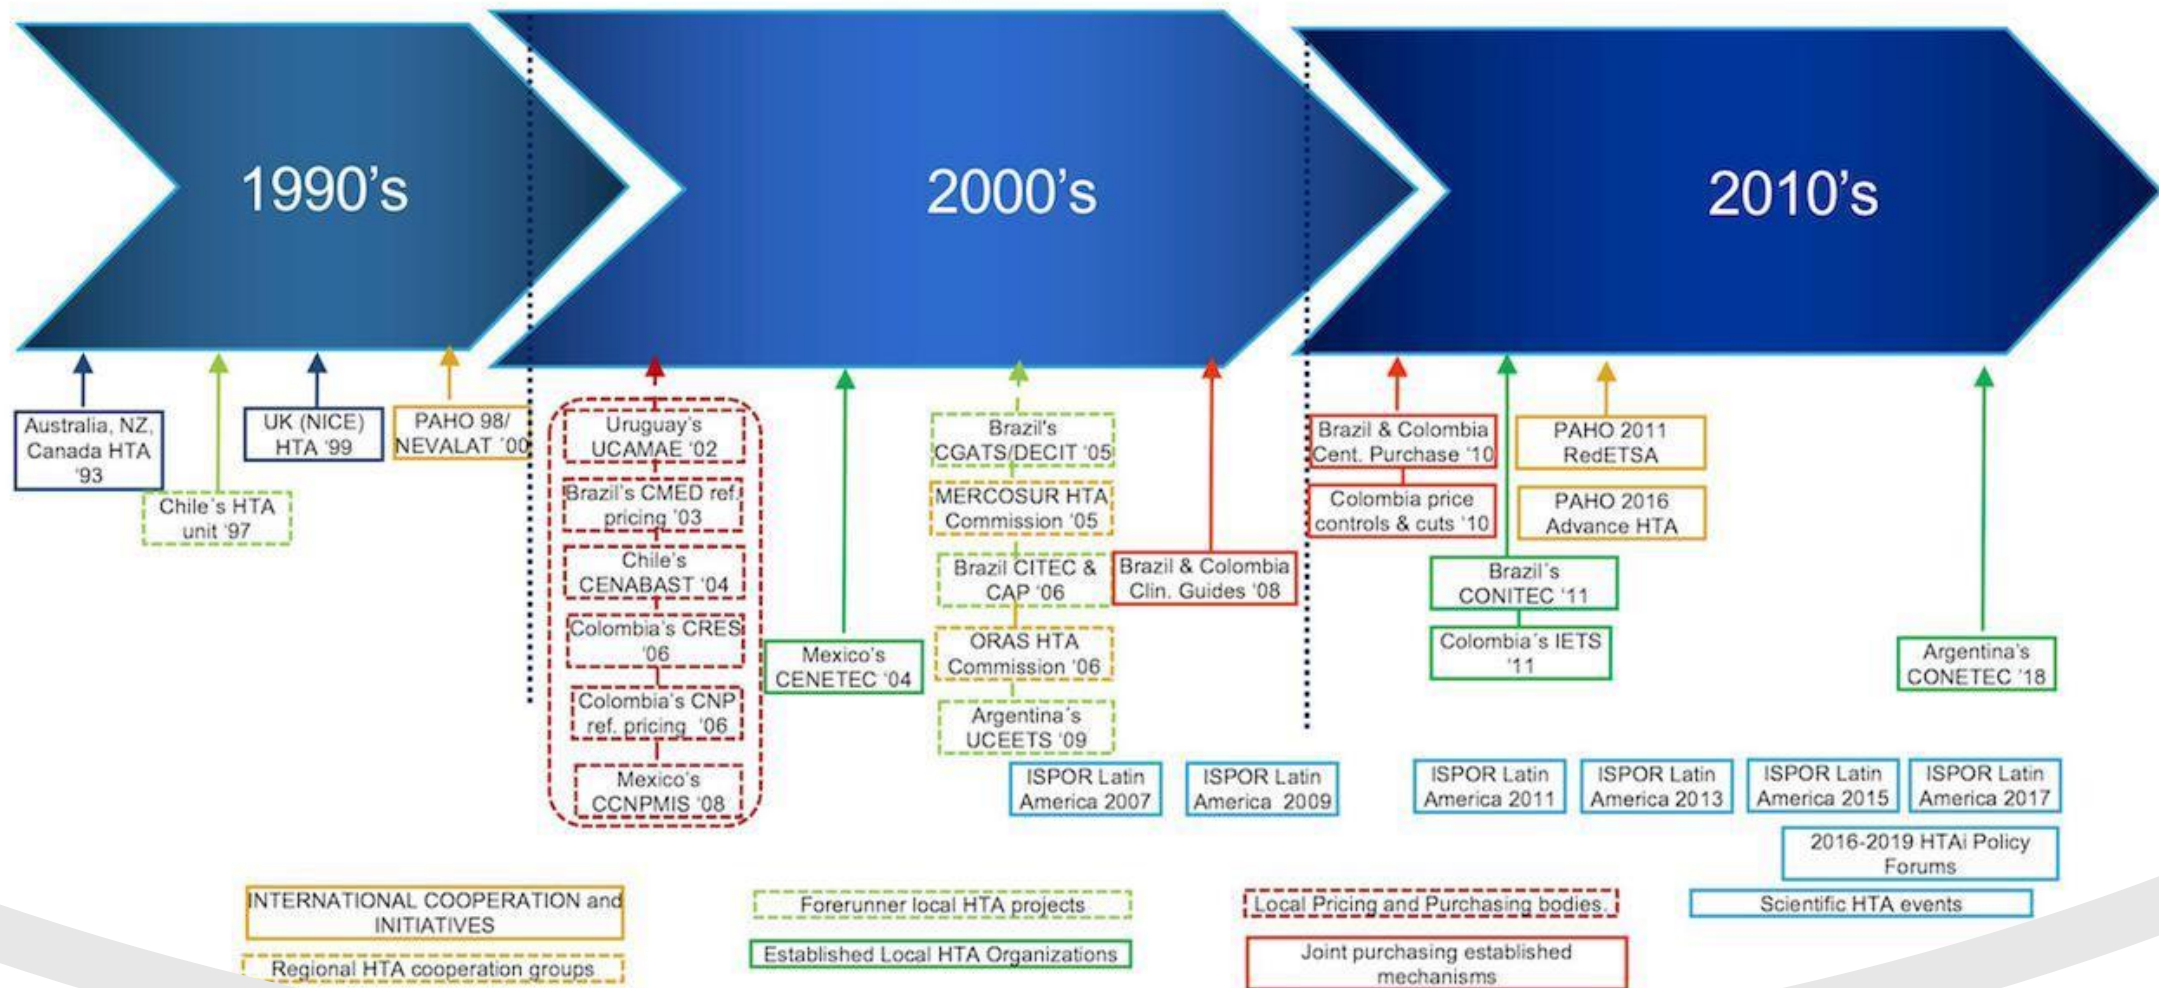 1990's
2000's
2010's
Australia, NZ,
Canada HTA
'93
Chile's HTA
unit '97
UK (NICE)
HTA '99
PAHO 98/
NEVALAT ´00
Uruguay's
UCAMAE '02
Brazil's CMED ref.
pricing '03
Chile's
CENABAST '04
Colombia's CRES
'06
Colombia's CNP
ref. pricing '06
Mexico's
CCNPMIS '08
Mexico's
CENETEC '04
Brazil's
CGATS/DECIT '05
MERCOSUR HTA
Commission '05
Brazil CITEC &
CAP '06
ORAS HTA
Commission '06
Argentina´s
UCEETS '09
Brazil & Colombia
Clin. Guides '08
Brazil & Colombia
Cent. Purchase '10
Colombia price
controls & cuts '10
PAHO 2011
RedETSA
PAHO 2016
Advance HTA
Brazil´s
CONITEC '11
Colombia´s IETS
'11
Argentina's
CONETEC '18
ISPOR Latin
America 2007
ISPOR Latin
America 2009
ISPOR Latin
America 2011
ISPOR Latin
America 2013
ISPOR Latin
America 2015
ISPOR Latin
America 2017
2016-2019 HTAi Policy
Forums
INTERNATIONAL COOPERATION and
INITIATIVES
Regional HTA cooperation groups
Forerunner local HTA projects
Established Local HTA Organizations
Local Pricing and Purchasing bodies.
Joint purchasing established
mechanisms
Scientific HTA events